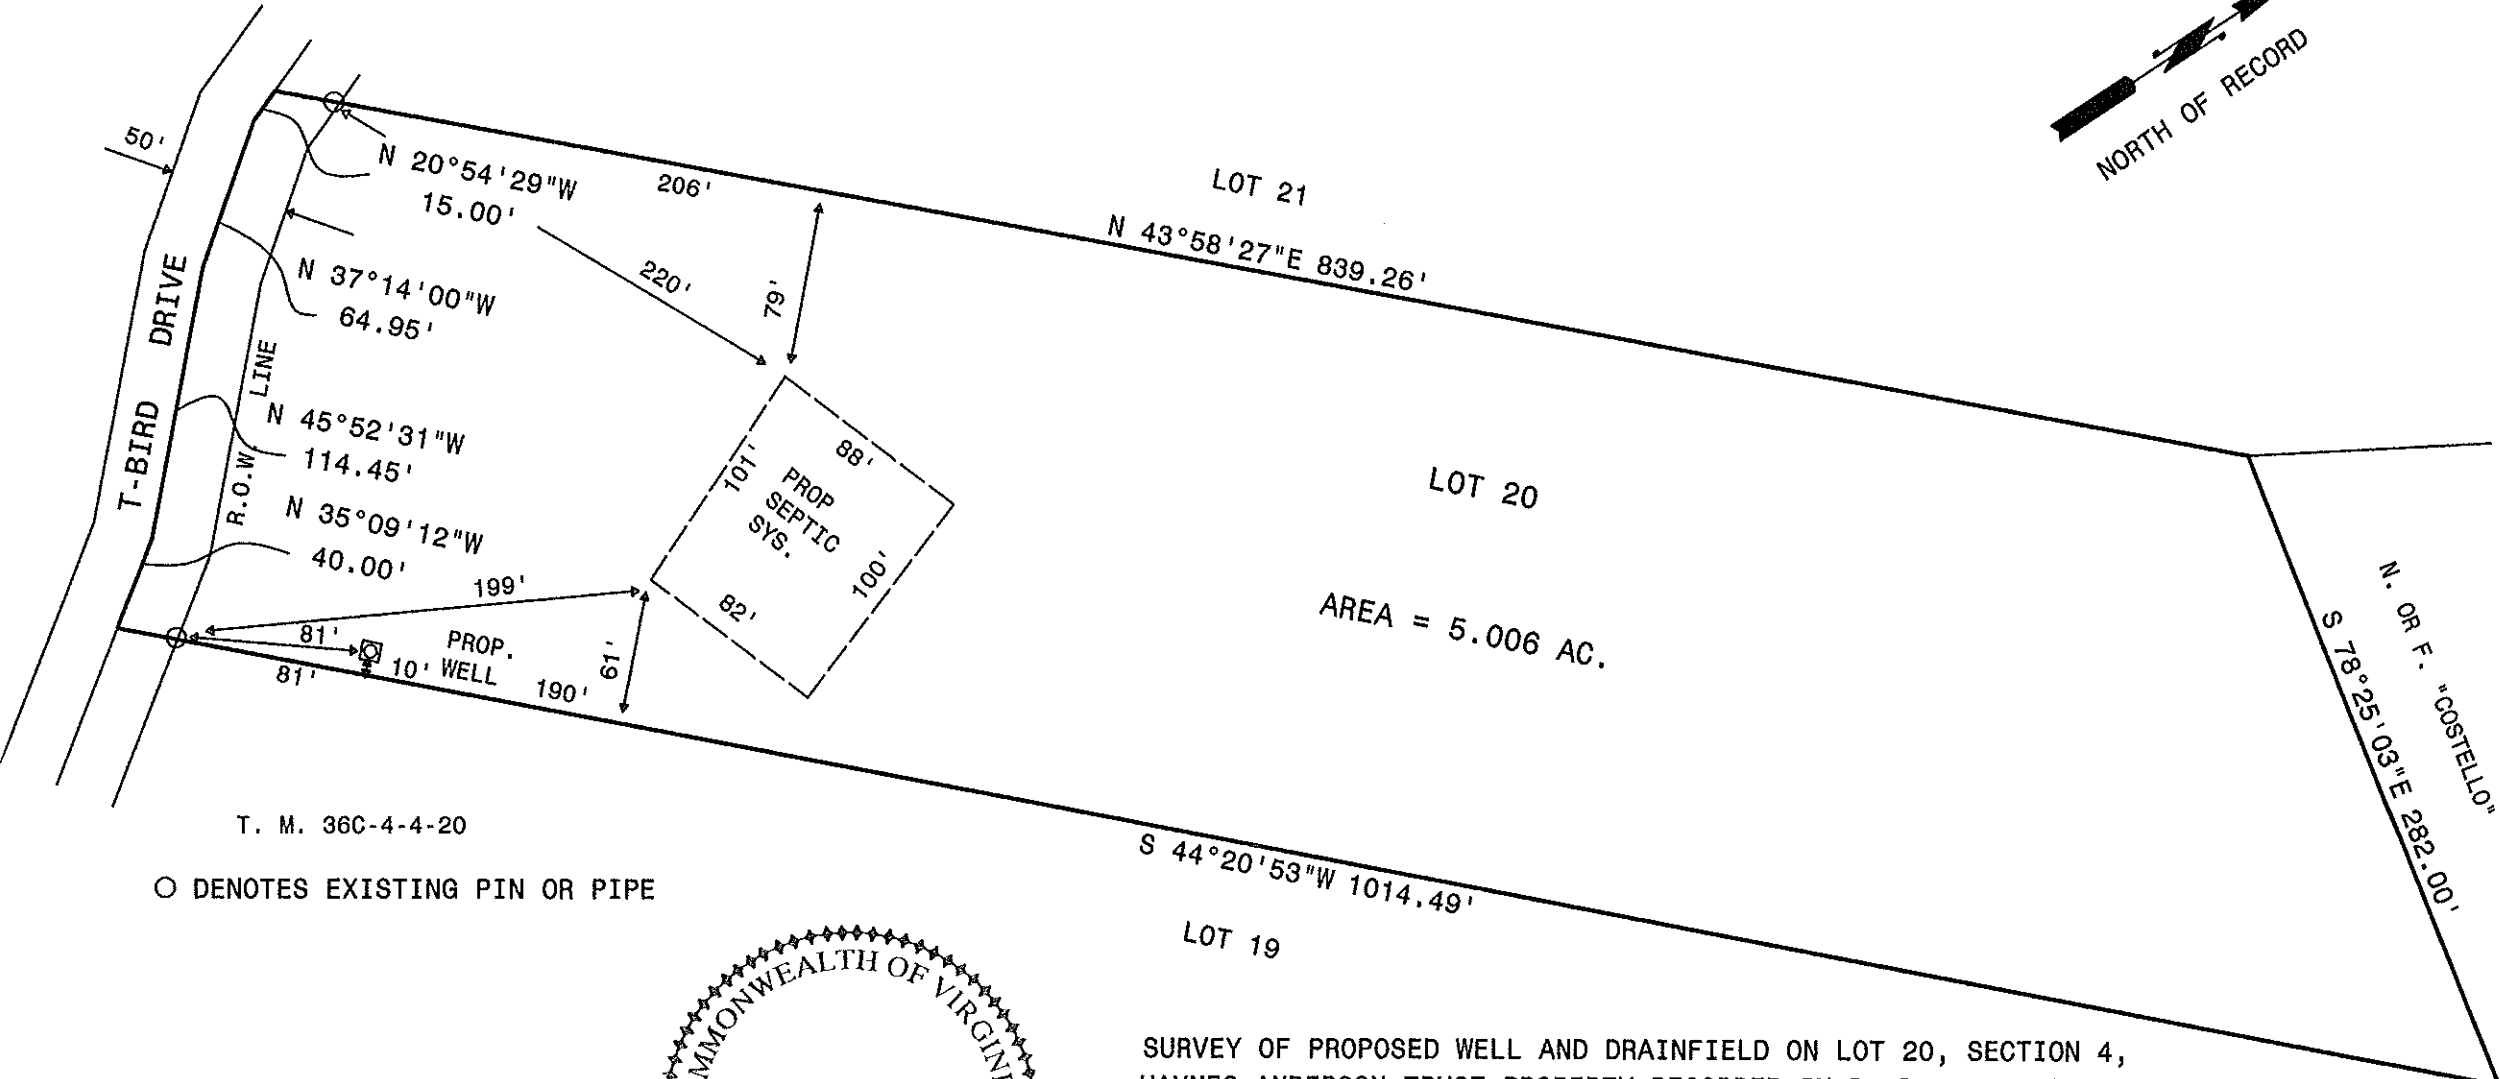 NORTH OF RECORD
50'
N 20°54'29"W
15.00'
206'
LOT 21
N 43°58'27"E 839.26'
220'
79'
N 37°14'00"W
64.95'
T-BIRD DRIVE
R.O.W. LINE
N 45°52'31"W
114.45'
N 35°09'12"W
40.00'
101'
88'
PROP
SEPTIC
SYS.
100'
82'
LOT 20
AREA = 5.006 AC.
N. OR F. "COSTELLO"
S 78°25'03"E 282.00'
199'
81'
PROP.
WELL
10'
81'
190'
61'
S 44°20'53"W 1014.49'
LOT 19
T. M. 36C-4-4-20
DENOTES EXISTING PIN OR PIPE
MMONWEALTH OF VIRGIN
SURVEY OF PROPOSED WELL AND DRAINFIELD ON LOT 20, SECTION 4,